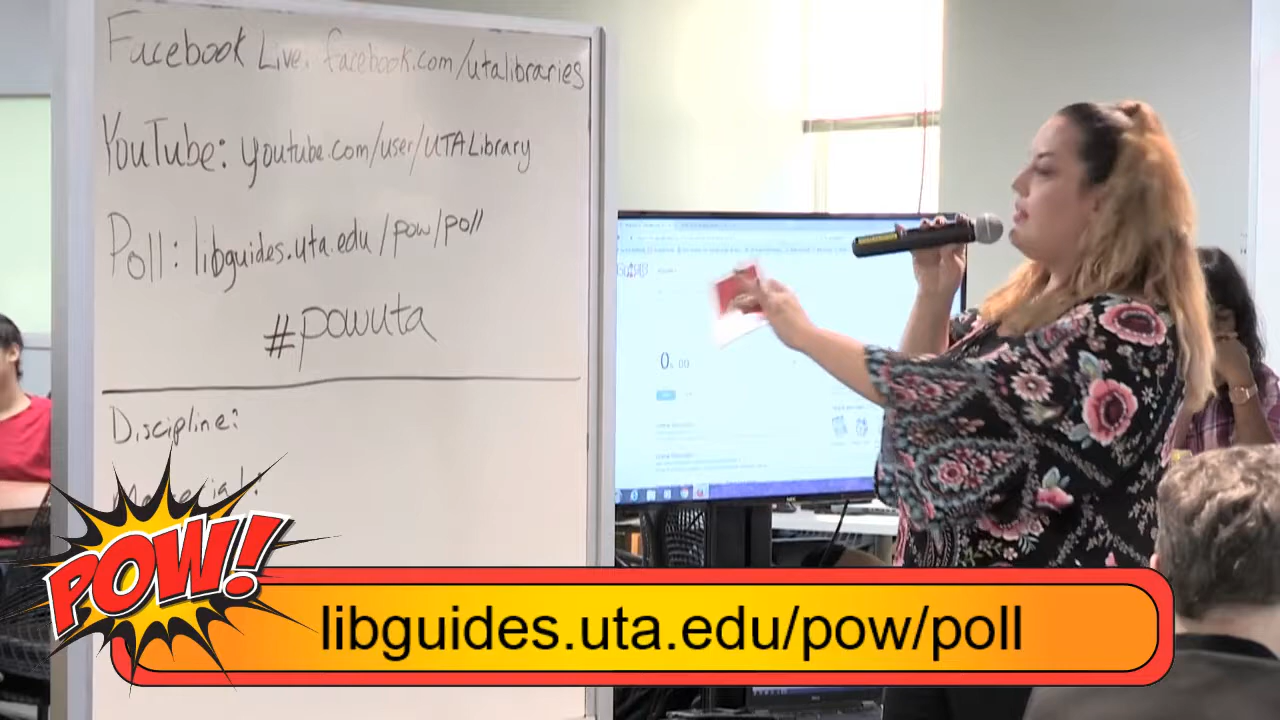 Facebook Live: facebook.com/utalibraries
YouTube: youtube.com/user/UTALibrary
Poll: libguides.uta.edu/pow/poll
#powuta
Discipline:
POW!
libguides.uta.edu/pow/poll